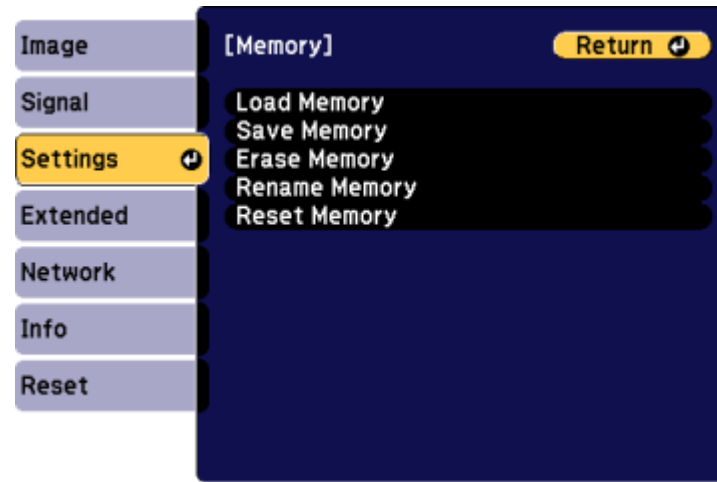 Image
Signal
Settings
Extended
Network
Info
Reset
[Memory]
Return
Load Memory
Save Memory
Erase Memory
Rename Memory
Reset Memory